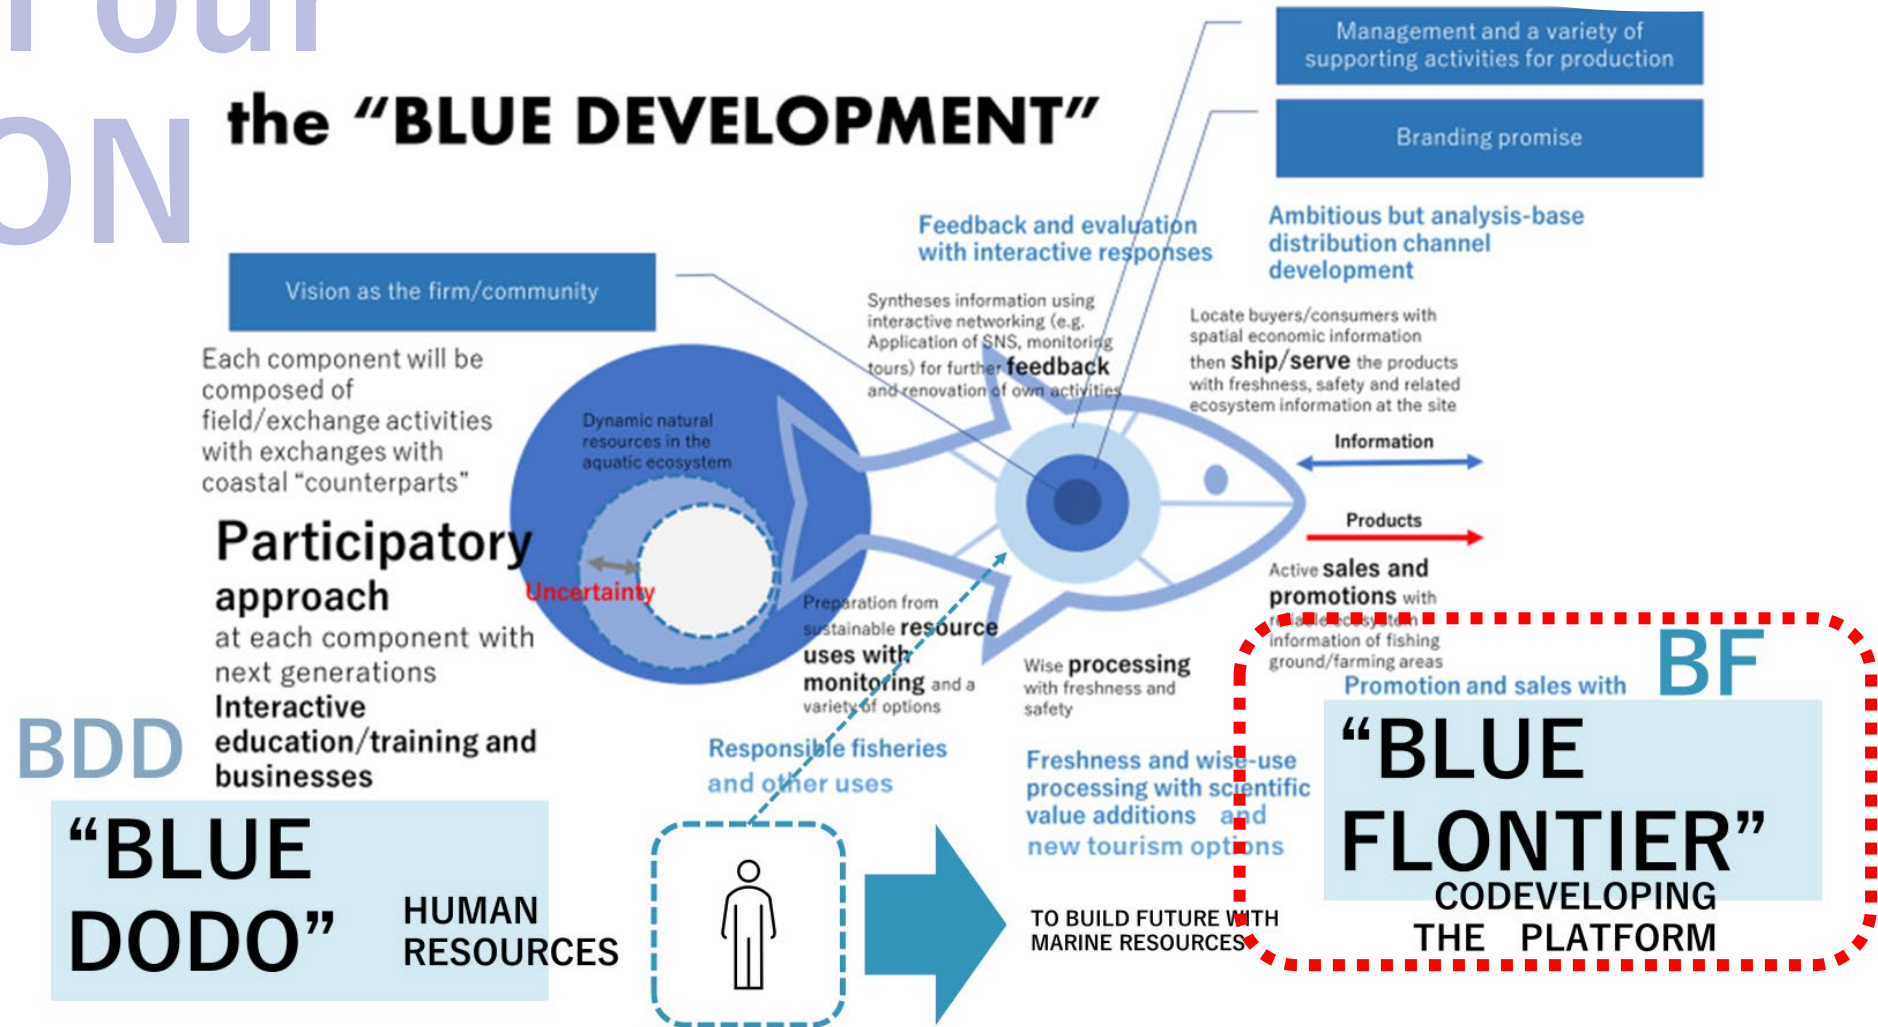 our
ON
the “BLUE DEVELOPMENT”
Management and a variety of
supporting activities for production
Branding promise
Vision as the firm/community
Feedback and evaluation
with interactive responses
Ambitious but analysis-base
distribution channel
development
Syntheses information using
interactive networking (e.g.
Application of SNS, monitoring
tours) for further feedback
and renovation of own activities
Locate buyers/consumers with
spatial economic information
then ship/serve the products
with freshness, safety and related
ecosystem information at the site
Each component will be
composed of
field/exchange activities
with exchanges with
coastal “counterparts”
Dynamic natural
resources in the
aquatic ecosystem
Information
Products
Participatory
approach
at each component with
next generations
Interactive
education/training and
businesses
Uncertainty
Preparation from
sustainable resource
uses with
monitoring and a
variety of options
Wise processing
with freshness and
safety
Active sales and
promotions with
reliable ecosystem
information of fishing
ground/farming areas
Promotion and sales with
BF
“BLUE
FLONTIER”
CODEVELOPING
THE PLATFORM
Responsible fisheries
and other uses
Freshness and wise-use
processing with scientific
value additions and
new tourism options
BDD
“BLUE
DODO”
HUMAN
RESOURCES
TO BUILD FUTURE WITH
MARINE RESOURCES